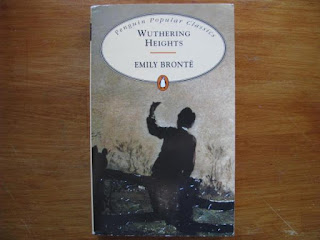 Penguin Popular Classics
WUTHERING
HEIGHTS
EMILY BRONTË